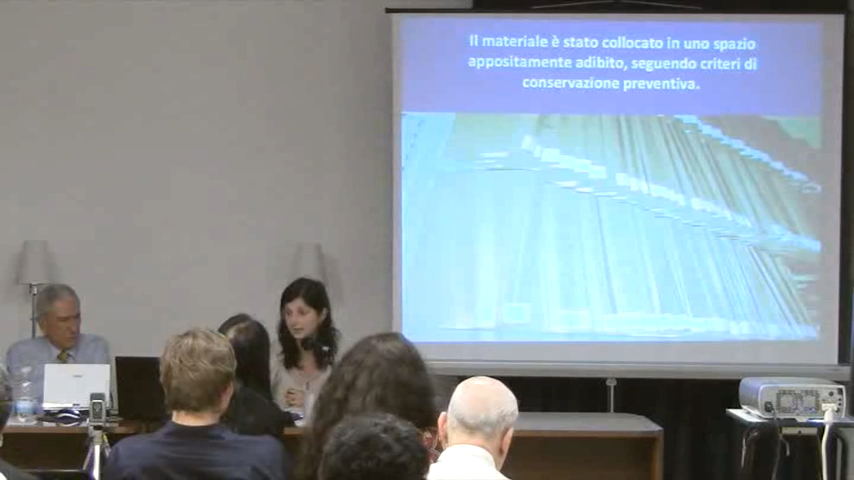 Il materiale è stato collocato in uno spazio
appositamente adibito, seguendo criteri di
conservazione preventiva.